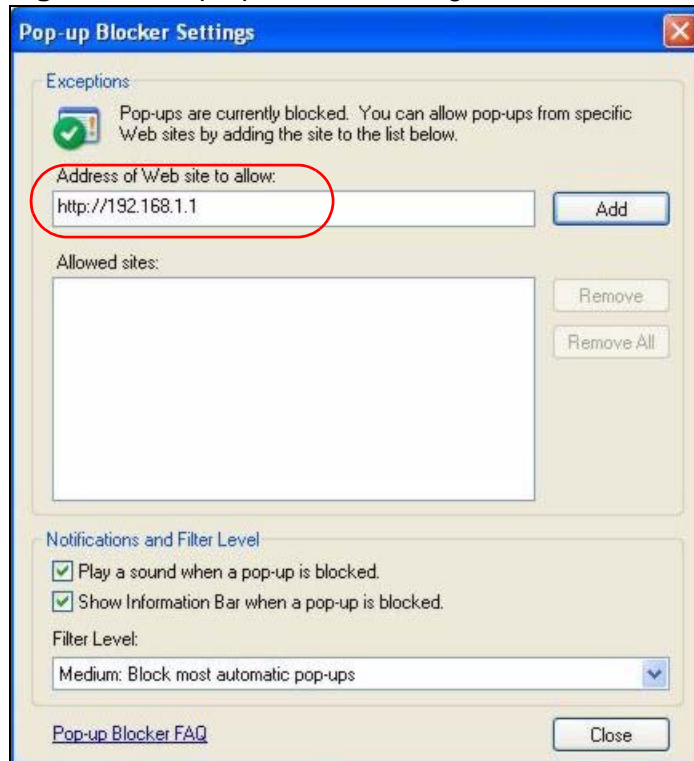 Pop-up Blocker Settings
Exceptions
Pop-ups are currently blocked. You can allow pop-ups from specific
Web sites by adding the site to the list below.
Address of Web site to allow:
http://192.168.1.1
Add
Allowed sites:
Remove
Remove All
Notifications and Filter Level
Play a sound when a pop-up is blocked.
Show Information Bar when a pop-up is blocked.
Filter Level:
Medium: Block most automatic pop-ups
Pop-up Blocker FAQ
Close